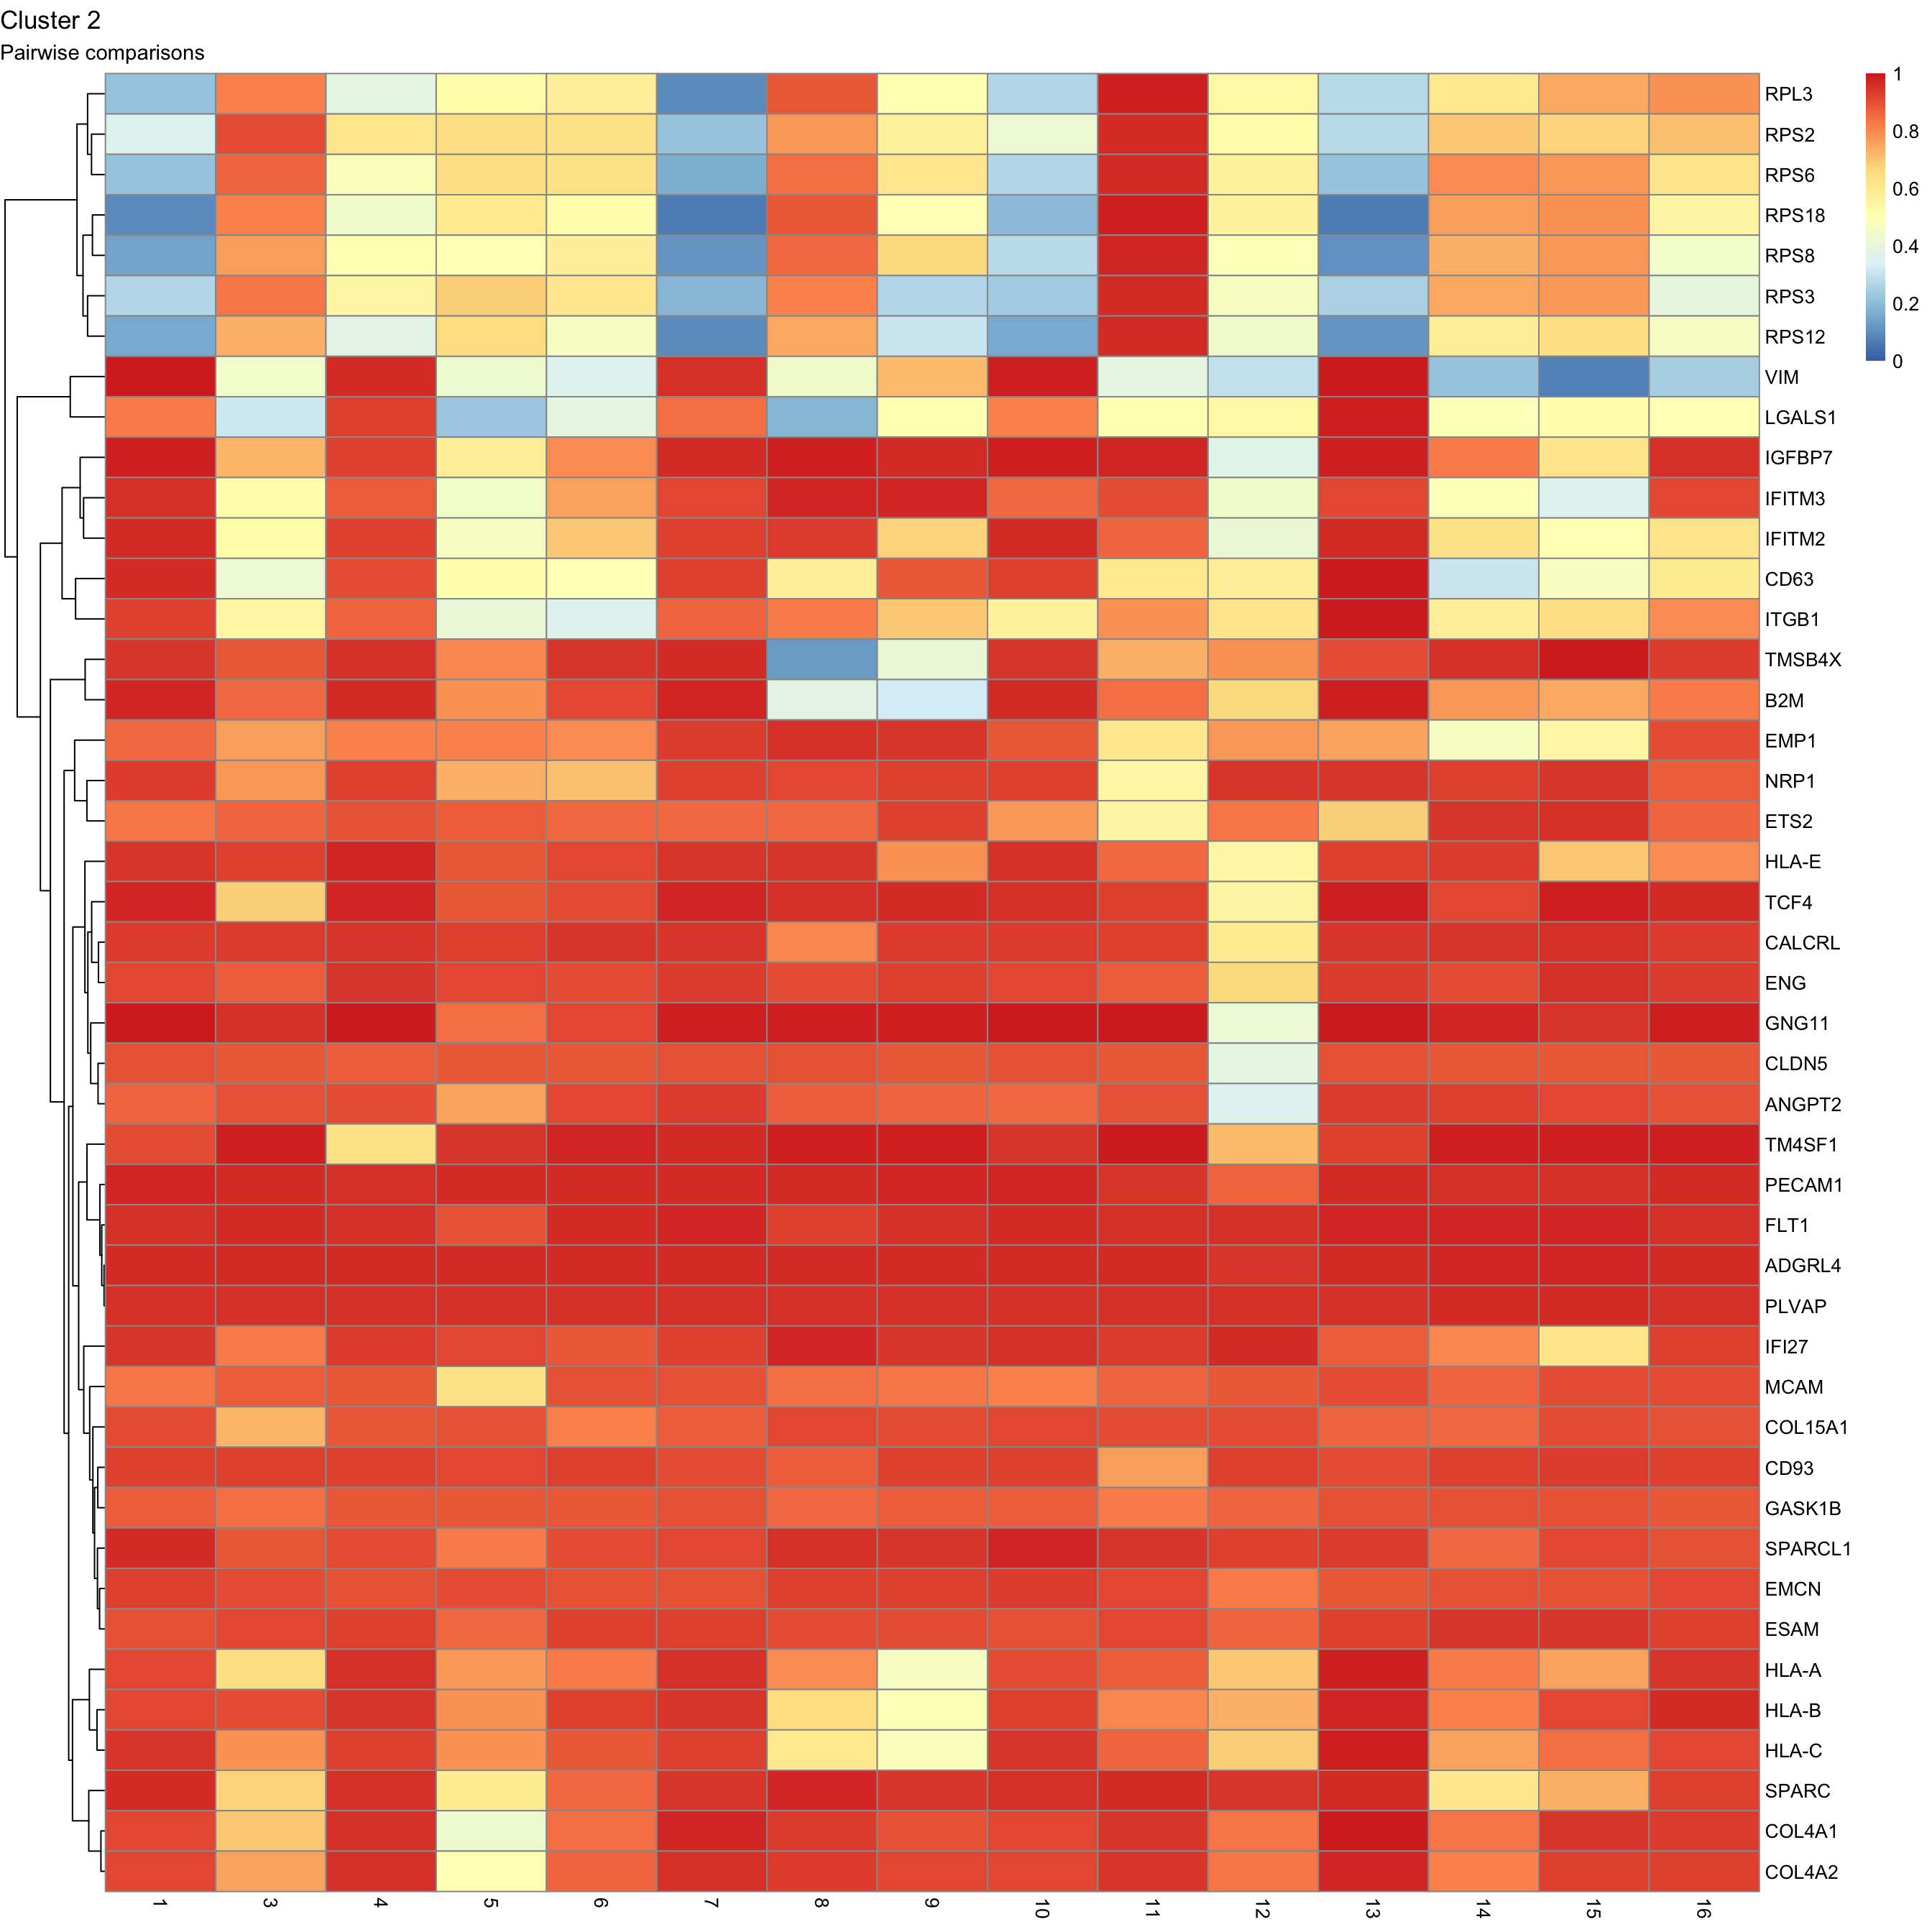 Cluster 2
Pairwise comparisons
RPL3
RPS2
RPS6
RPS18
RPS8
RPS3
RPS12
VIM
LGALS1
IGFBP7
IFITM3
IFITM2
CD63
ITGB1
TMSB4X
B2M
EMP1
NRP1
ETS2
HLA-E
TCF4
CALCRL
ENG
GNG11
CLDN5
ANGPT2
TM4SF1
PECAM1
FLT1
ADGRL4
PLVAP
IFI27
MCAM
COL15A1
CD93
GASK1B
SPARCL1
EMCN
ESAM
HLA-A
HLA-B
HLA-C
SPARC
COL4A1
COL4A2
1
0.8
0.6
0.4
0.2
0
1 3 4 5 6 7 8 9 10 11 12 13 14 15 16